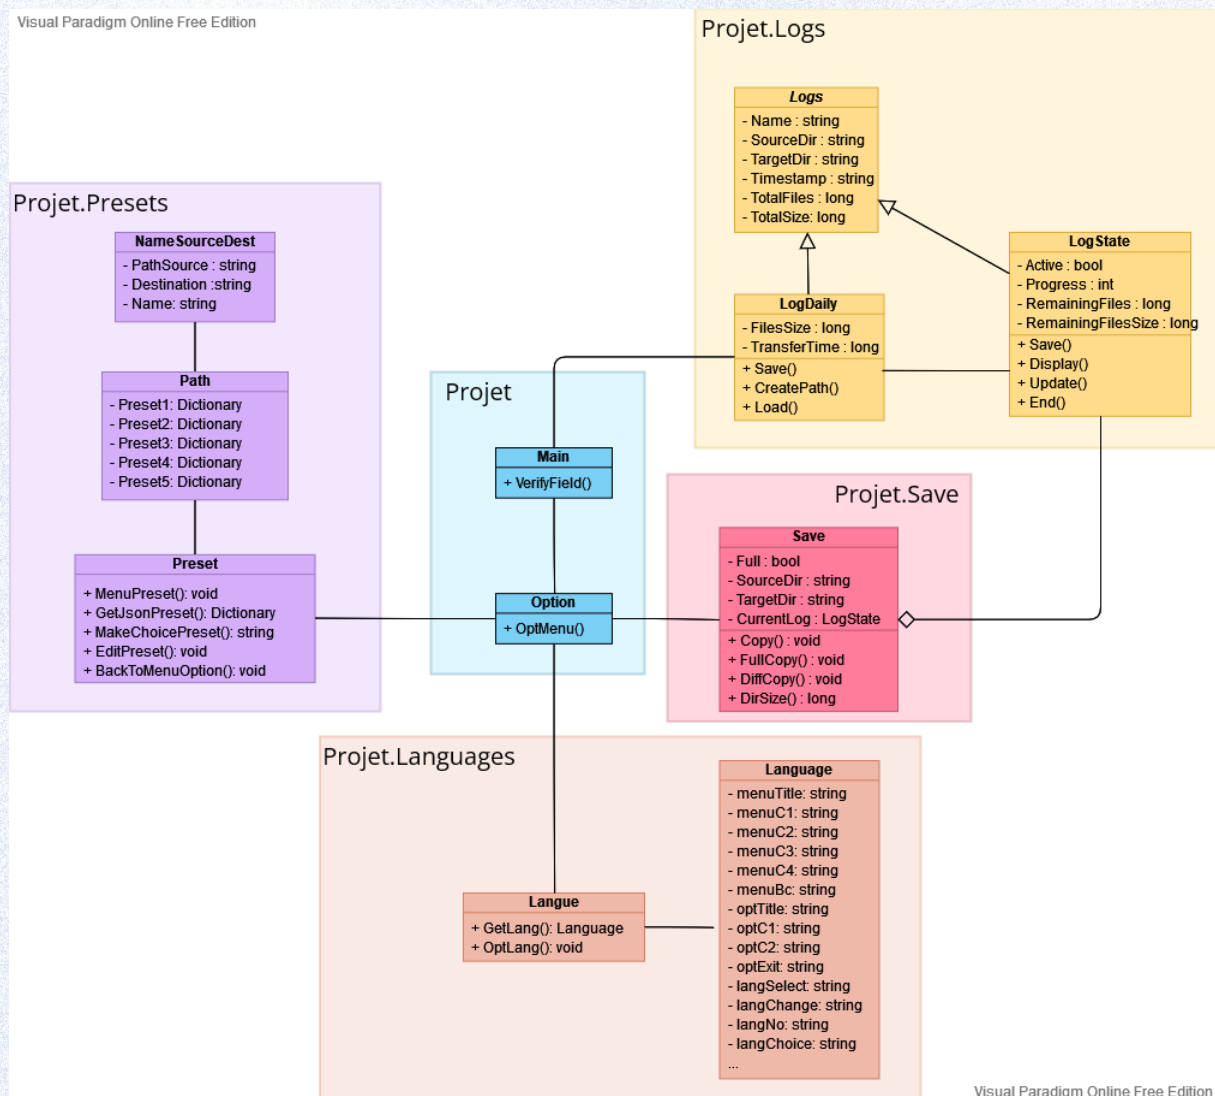 Visual Paradigm Online Free Edition
Projet.Logs
Logs
- Name : string
- SourceDir : string
- TargetDir : string
- Timestamp : string
- TotalFiles : long
- TotalSize: long
LogDaily
- FilesSize : long
- TransferTime : long
+ Save()
+ CreatePath()
+ Load()
LogState
- Active : bool
- Progress : int
- RemainingFiles : long
- RemainingFilesSize : long
+ Save()
+ Display()
+ Update()
+ End()
Projet.Presets
NameSourceDest
- PathSource : string
- Destination :string
- Name: string
Path
- Preset1: Dictionary
- Preset2: Dictionary
- Preset3: Dictionary
- Preset4: Dictionary
- Preset5: Dictionary
Preset
+ MenuPreset(): void
+ GetJsonPreset(): Dictionary
+ MakeChoicePreset(): string
+ EditPreset(): void
+ BackToMenuOption(): void
Projet
Main
+ VerifyField()
Option
+ OptMenu()
Projet.Save
Save
- Full : bool
- SourceDir : string
- TargetDir : string
- CurrentLog : LogState
+ Copy() : void
+ FullCopy() : void
+ DiffCopy() : void
+ DirSize() : long
Projet.Languages
Langue
+ GetLang(): Language
+ OptLang(): void
Language
- menuTitle: string
- menuC1: string
- menuC2: string
- menuC3: string
- menuC4: string
- menuBc: string
- optTitle: string
- optC1: string
- optC2: string
- optExit: string
- langSelect: string
- langChange: string
- langNo: string
- langChoice: string
...
Visual Paradigm Online Free Edition